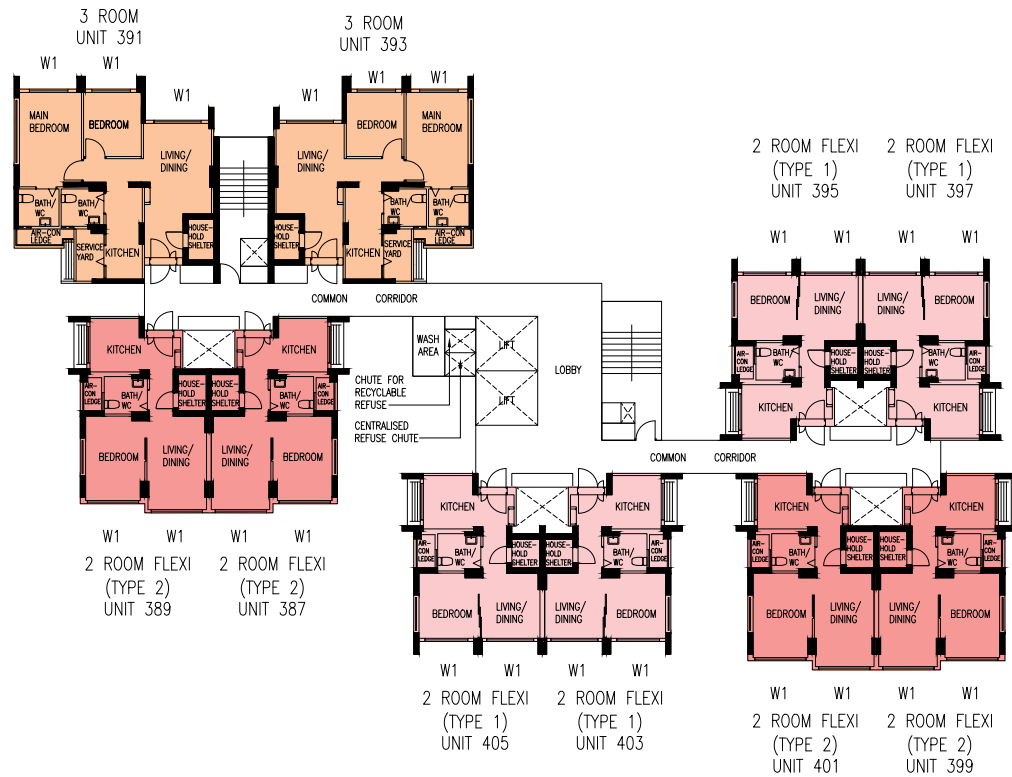 3 ROOM
UNIT 391
3 ROOM
UNIT 393
W1
W1
W1
W1
W1
W1
MAIN
BEDROOM
BEDROOM
LIVING/
DINING
LIVING/
DINING
BEDROOM
MAIN
BEDROOM
BATH/
WC
BATH/
WC
BATH/
WC
BATH/
WC
AIR-CON
LEDGE
SERVICE
YARD
KITCHEN
HOUSE-
HOLD
SHELTER
HOUSE-
HOLD
SHELTER
KITCHEN
SERVICE
YARD
AIR-CON
LEDGE
2 ROOM FLEXI
(TYPE 1)
UNIT 395
2 ROOM FLEXI
(TYPE 1)
UNIT 397
W1
W1
W1
W1
BEDROOM
LIVING/
DINING
LIVING/
DINING
BEDROOM
AIR-
CON
LEDGE
BATH/
WC
HOUSE-
HOLD
SHELTER
HOUSE-
HOLD
SHELTER
BATH/
WC
AIR-
CON
LEDGE
KITCHEN
KITCHEN
COMMON CORRIDOR
KITCHEN
KITCHEN
AIR-
CON
LEDGE
BATH/
WC
HOUSE-
HOLD
SHELTER
HOUSE-
HOLD
SHELTER
BATH/
WC
AIR-
CON
LEDGE
BEDROOM
LIVING/
DINING
LIVING/
DINING
BEDROOM
W1
W1
W1
W1
2 ROOM FLEXI
(TYPE 2)
UNIT 389
2 ROOM FLEXI
(TYPE 2)
UNIT 387
WASH
AREA
LIFT
LIFT
LOBBY
CHUTE FOR
RECYCLABLE
REFUSE
CENTRALISED
REFUSE CHUTE
COMMON CORRIDOR
KITCHEN
KITCHEN
AIR-
CON
LEDGE
BATH/
WC
HOUSE-
HOLD
SHELTER
HOUSE-
HOLD
SHELTER
BATH/
WC
AIR-
CON
LEDGE
BEDROOM
LIVING/
DINING
LIVING/
DINING
BEDROOM
W1
W1
W1
W1
2 ROOM FLEXI
(TYPE 1)
UNIT 405
2 ROOM FLEXI
(TYPE 1)
UNIT 403
KITCHEN
KITCHEN
AIR-
CON
LEDGE
BATH/
WC
HOUSE-
HOLD
SHELTER
HOUSE-
HOLD
SHELTER
BATH/
WC
AIR-
CON
LEDGE
BEDROOM
LIVING/
DINING
LIVING/
DINING
BEDROOM
W1
W1
W1
W1
2 ROOM FLEXI
(TYPE 2)
UNIT 401
2 ROOM FLEXI
(TYPE 2)
UNIT 399